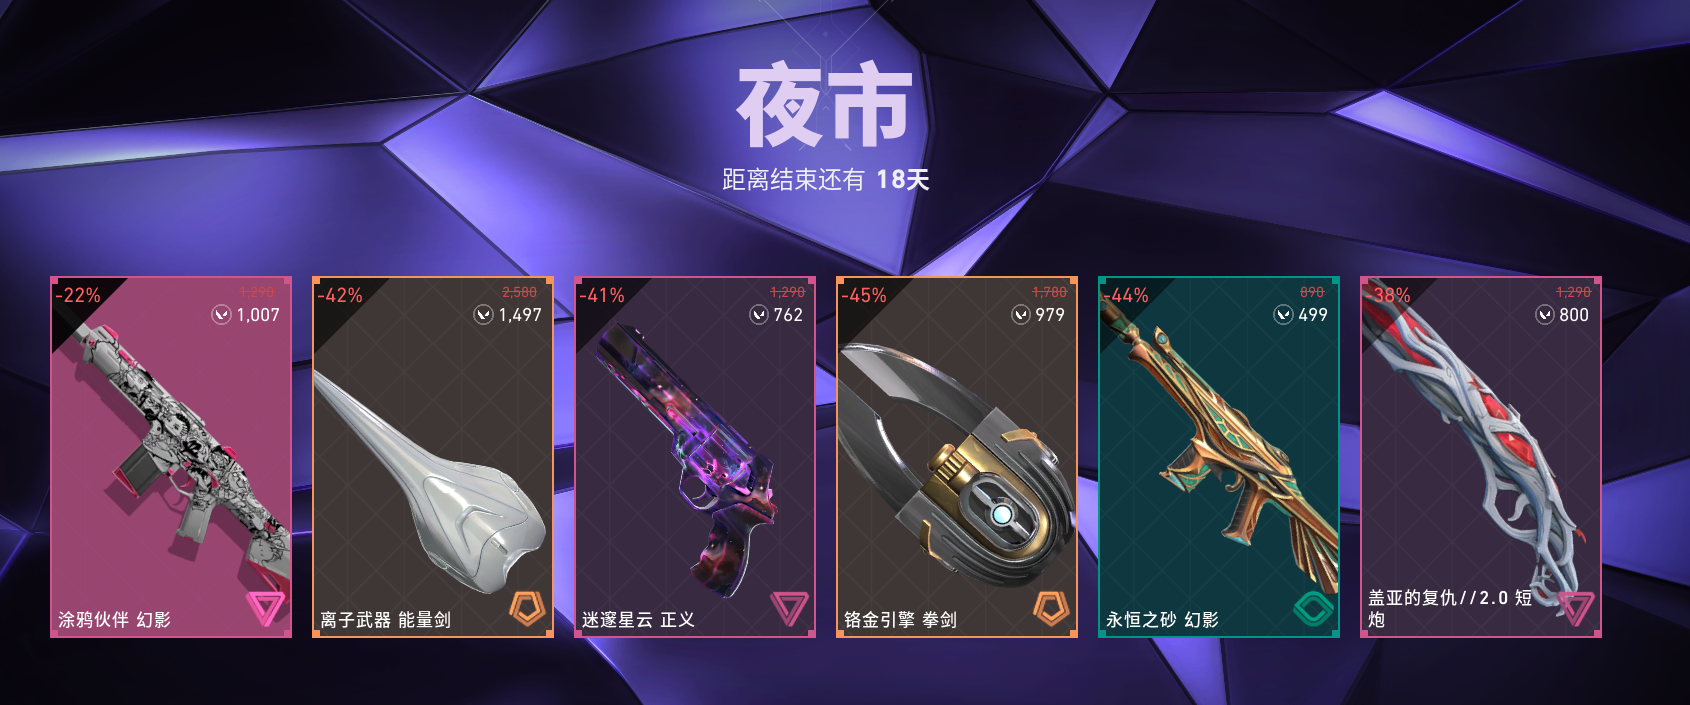 夜市
距离结束还有 18天
-22%
1,290
1,007
涂鸦伙伴 幻影
-42%
2,580
1,497
离子武器 能量剑
-41%
1,290
762
迷邃星云 正义
-45%
1,780
979
铬金引擎 拳剑
-44%
890
499
永恒之砂 幻影
-38%
1,290
800
盖亚的复仇//2.0 短
炮